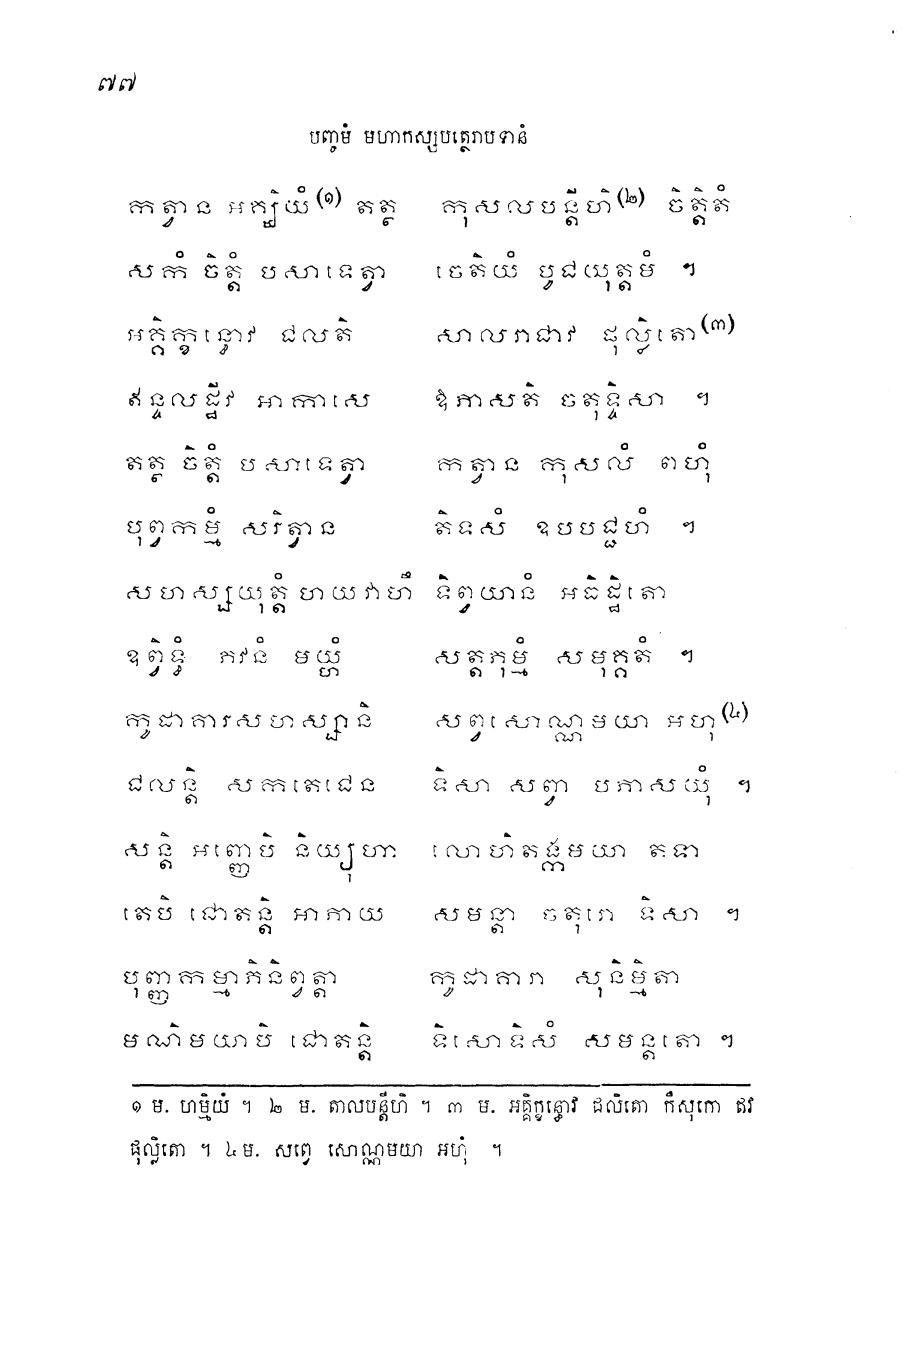 ៧៧
បញ្ចមំ មហាកស្សបត្ថេរាបទានំ
កត្វាន អគ្ឃិយំ(១) តត្ថ កុសលបន្តីហិ(២) ចិត្តិតំ
សកំ ចិត្តំ បសាទេត្វា ចេតិយំ បូជយុត្តមំ ។
អគ្គិក្ខន្ធោវ ជលតិ សាលរាជាវ ផុល្លិតោ(៣)
ឥន្ទលដ្ឋីវ អាកាសេ ឱភាសតិ ចតុទ្ទិសា ។
តត្ថ ចិត្តំ បសាទេត្វា កត្វាន កុសលំ ពហុំ
បុព្វកម្មំ សរិត្វាន តិទសំ ឧបបជ្ជហំ ។
សហស្សយុត្តំ ហយវាហឹ ទិព្វយានំ អធិដ្ឋិតោ
ឧព្វិទ្ធំ ភវនំ មយ្ហំ សត្តភុម្មំ សមុគ្គតំ ។
កូដាគារសហស្សានិ សព្វសោណ្ណមយា អហុ(៤)
ជលន្តិ សកតេជេន ទិសា សព្វា បភាសយុំ ។
សន្តិ អញ្ញេបិ និយ្យុហា លោហិតង្កមយា តទា
តេបិ ជោតន្តិ អាភាយ សមន្តា ចតុរោ ទិសា ។
បុញ្ញកម្មាភិនិព្វត្តា កូដាគារា សុនិម្មិតា
មណិមយាបិ ជោតន្តិ ទិសោទិសំ សមន្តតោ ។
១ ម. ហម្មិយំ ។ ២ ម. តាលបន្តីហិ ។ ៣ ម. អគ្គិក្ខន្ធោវ ជលិតោ កឹសុកោ ឥវ
ផុល្លិតោ ។ ៤ ម. សព្វេ សោណ្ណមយា អហុំ ។